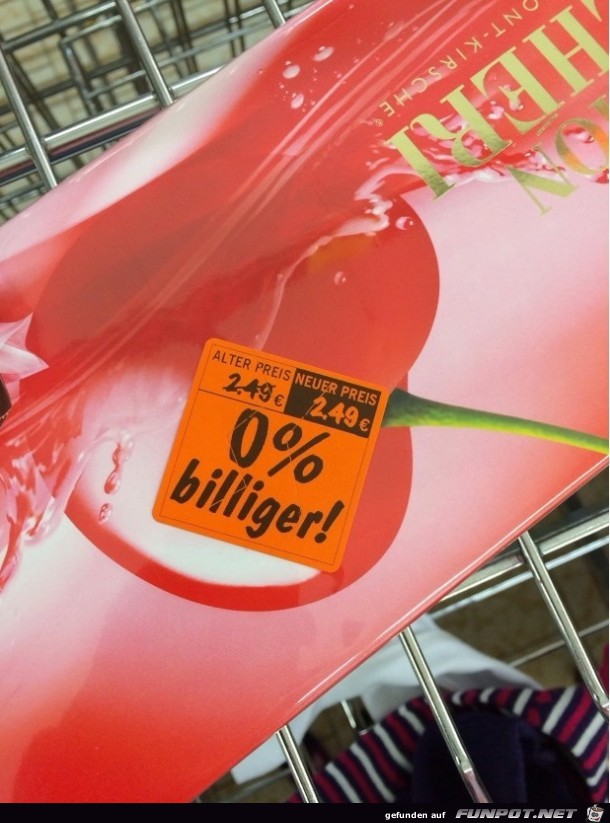 ONT-KIRSCHE®
CHERI
MON
ALTER PREIS NEUER PREIS
2.49€ 2.49€
0%
billiger!
gefunden auf FUNPOT.NET